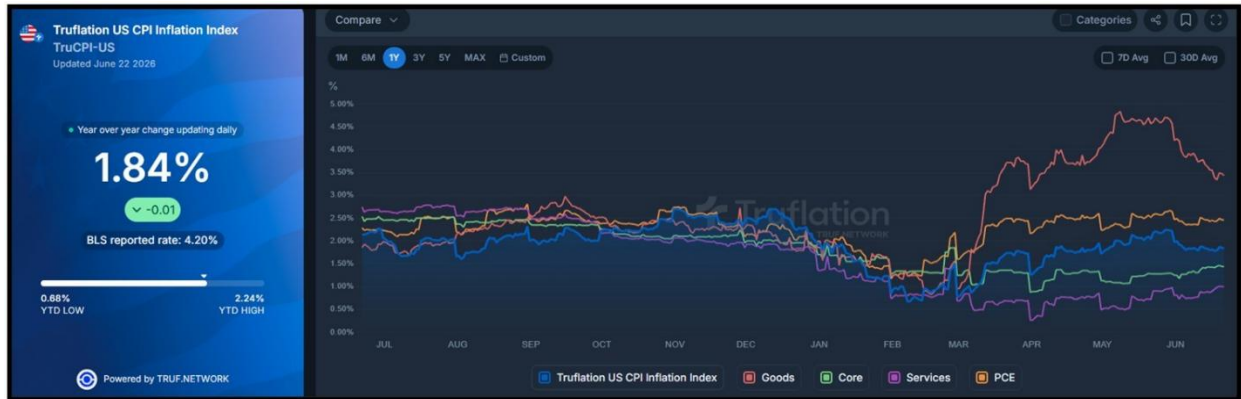 Truflation US CPI Inflation Index
TruCPI-US
Updated June 22 2026
Year over year change updating daily
1.84%
-0.01
BLS reported rate: 4.20%
0.68%
YTD LOW
2.24%
YTD HIGH
Powered by TRUF.NETWORK
Compare
Categories
1M 6M 1Y 3Y 5Y MAX Custom
7D Avg 30D Avg
%
5.00%
4.50%
4.00%
3.50%
3.00%
2.50%
2.00%
1.50%
1.00%
0.50%
0.00%
Truflation
TRUF.NETWORK
JUL AUG SEP OCT NOV DEC JAN FEB MAR APR MAY JUN
Truflation US CPI Inflation Index Goods Core Services PCE